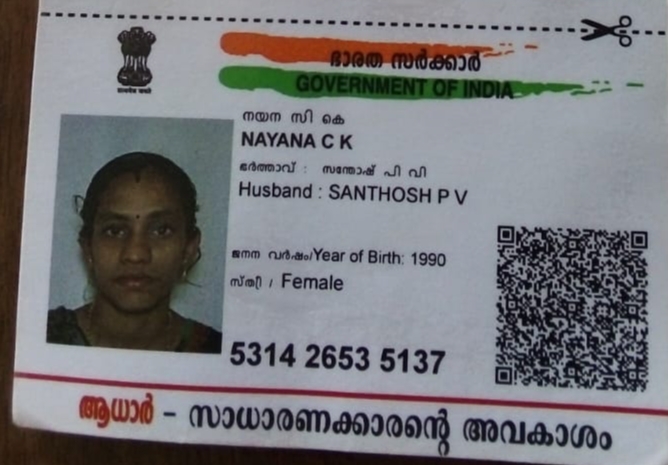 ഭാരത സർക്കാർ
GOVERNMENT OF INDIA
നയന സി കെ
NAYANA C K
ഭർത്താവ് : സന്തോഷ് പി വി
Husband : SANTHOSH P V
ജനന വർഷം/Year of Birth: 1990
സ്ത്രീ / Female
5314 2653 5137
ആധാർ – സാധാരണക്കാരന്റെ അവകാശം